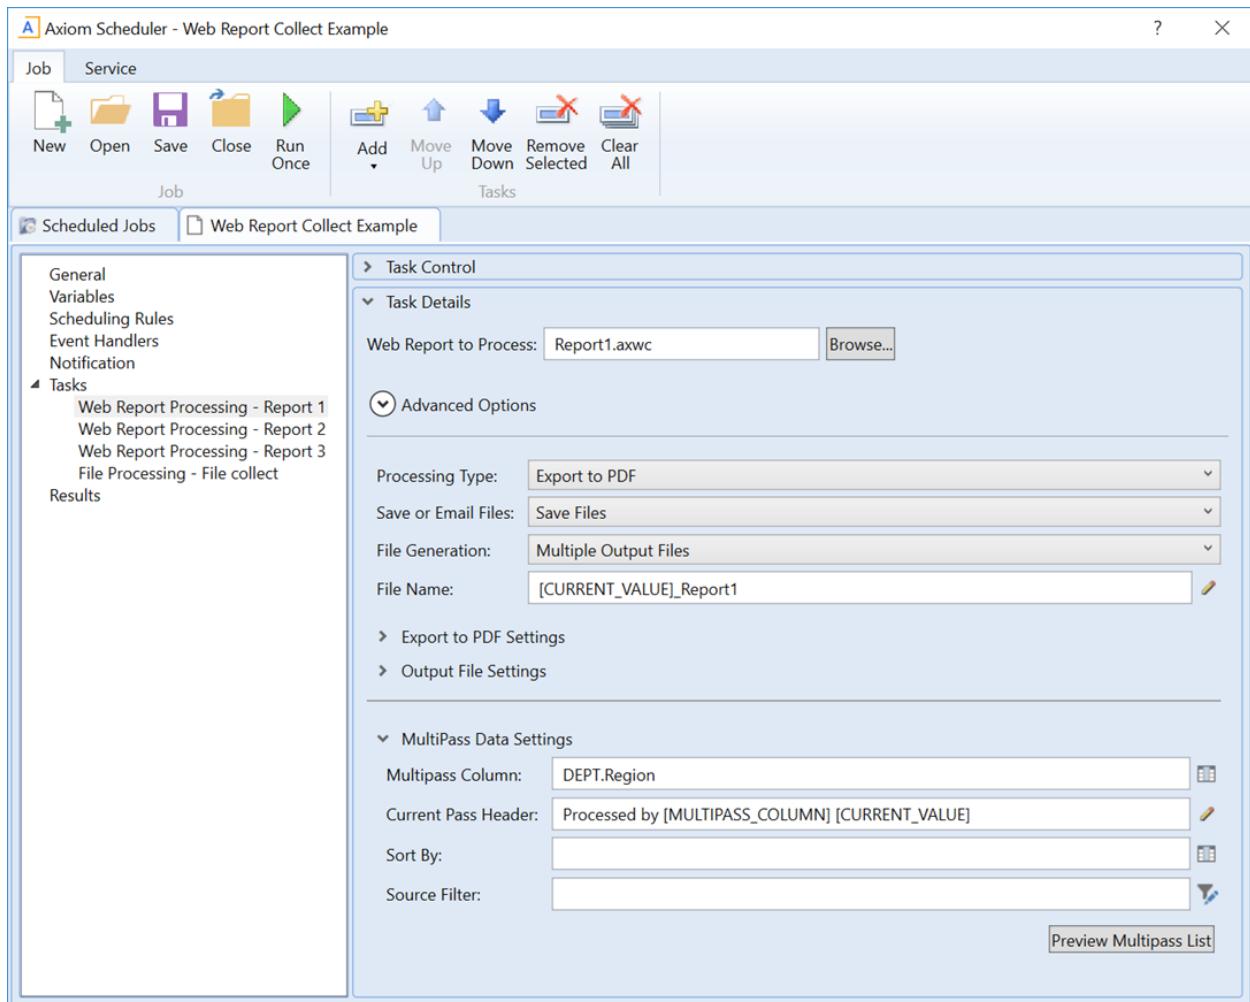 A Axiom Scheduler - Web Report Collect Example ?
Job Service
New Open Save Close Run Once Add Move Up Move Down Remove Selected Clear All
Job Tasks
Scheduled Jobs Web Report Collect Example
General
Variables
Scheduling Rules
Event Handlers
Notification
Tasks
Web Report Processing - Report 1
Web Report Processing - Report 2
Web Report Processing - Report 3
File Processing - File collect
Results
Task Control
Task Details
Web Report to Process: Report1.axwc Browse...
Advanced Options
Processing Type: Export to PDF
Save or Email Files: Save Files
File Generation: Multiple Output Files
File Name: [CURRENT_VALUE]_Report1
Export to PDF Settings
Output File Settings
MultiPass Data Settings
Multipass Column: DEPT.Region
Current Pass Header: Processed by [MULTIPASS_COLUMN] [CURRENT_VALUE]
Sort By:
Source Filter:
Preview Multipass List